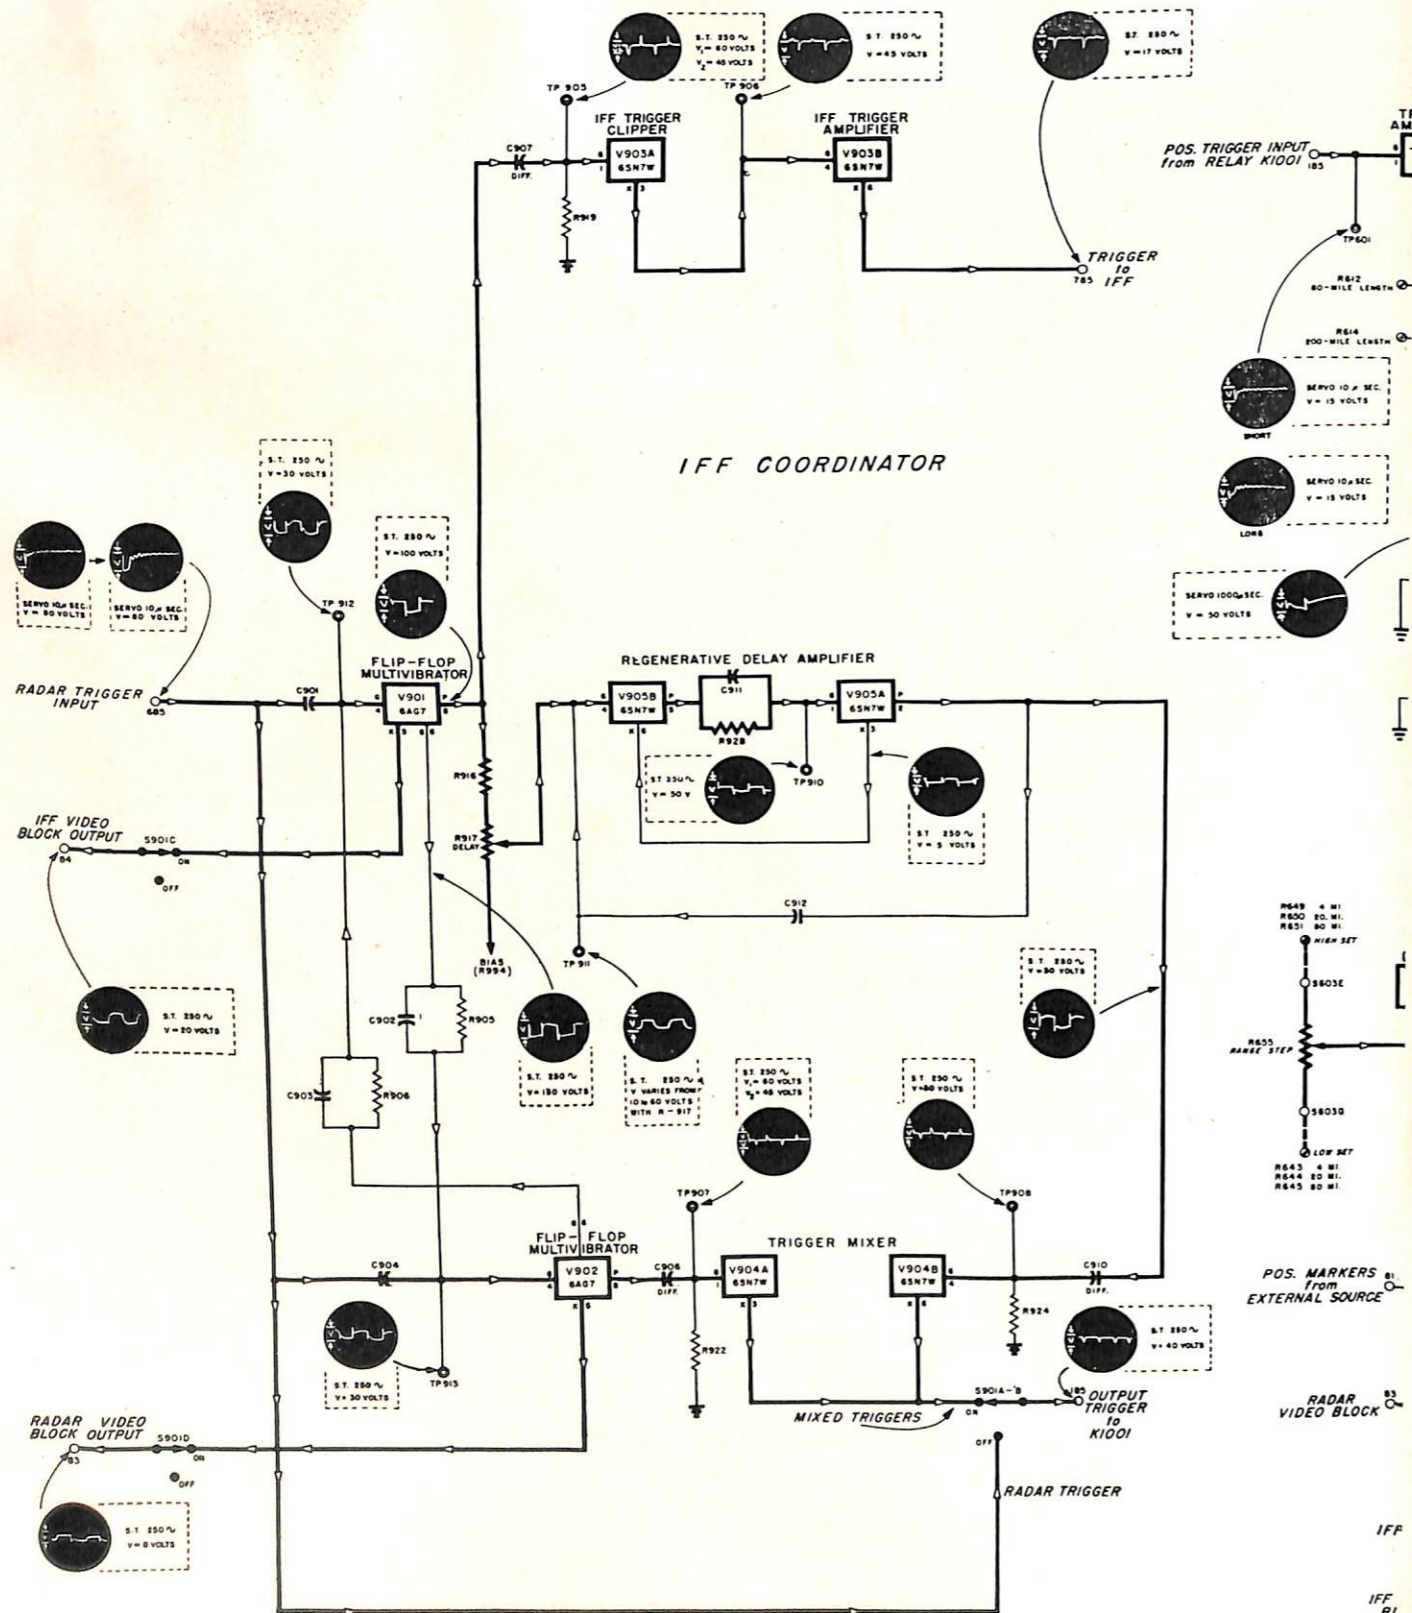 S.T. 250 ∿
V₁ = 60 VOLTS
V₂ = 45 VOLTS
S T. 250 ∿
V = 45 VOLTS
S.T. 250 ∿
V = 17 VOLTS
TP 905
TP 906
IFF TRIGGER
CLIPPER
IFF TRIGGER
AMPLIFIER
C907
DIFF.
V903A
6SN7W
V903B
6SN7W
R919
POS. TRIGGER INPUT
from RELAY K1001
185
TP601
TRIGGER
to
IFF
785
R612
80-MILE LENGTH
R614
200-MILE LENGTH
SERVO 10 µ SEC.
V = 15 VOLTS
SHORT
SERVO 10 µ SEC.
V = 15 VOLTS
LONG
SERVO 1000 µ SEC.
V = 50 VOLTS
IFF COORDINATOR
S.T. 250 ∿
V = 30 VOLTS
S.T. 250 ∿
V = 100 VOLTS
SERVO 10 µ SEC.
V = 80 VOLTS
SERVO 10 µ SEC.
V = 60 VOLTS
TP 912
FLIP-FLOP
MULTIVIBRATOR
REGENERATIVE DELAY AMPLIFIER
RADAR TRIGGER
INPUT
685
C901
V901
6AG7
V905B
6SN7W
C911
R928
V905A
6SN7W
R916
S T 250 ∿
V = 50 V
TP910
S T. 250 ∿
V = 5 VOLTS
IFF VIDEO
BLOCK OUTPUT
84
S901C
ON
OFF
R917
DELAY
C912
BIAS
(R994)
TP 911
S.T. 250 ∿
V = 20 VOLTS
C902
R905
C903
R906
S.T. 250 ∿
V = 150 VOLTS
S. T. 250 ∿
V VARIES FROM
10 to 60 VOLTS
WITH R - 917
S.T. 250 ∿
V₁ = 60 VOLTS
V₂ = 45 VOLTS
S T 250 ∿
V = 50 VOLTS
R649 4 MI
R650 20 MI.
R651 80 MI.
HIGH SET
S603E
R655
RANGE STEP
S603G
LOW SET
R643 4 MI.
R644 20 MI.
R645 80 MI.
TP907
TP908
FLIP-FLOP
MULTIVIBRATOR
TRIGGER MIXER
C904
V902
6AG7
C906
DIFF.
V904A
6SN7W
V904B
6SN7W
C910
DIFF.
R922
R924
S.T. 250 ∿
V = 30 VOLTS
TP913
S.T. 250 ∿
V = 40 VOLTS
POS. MARKERS
from
EXTERNAL SOURCE
81
RADAR VIDEO
BLOCK OUTPUT
83
S901D
ON
OFF
MIXED TRIGGERS
S901A-B
ON
185
OUTPUT
TRIGGER
to
K1001
OFF
RADAR TRIGGER
RADAR
VIDEO BLOCK
83
S.T. 250 ∿
IFF
IFF